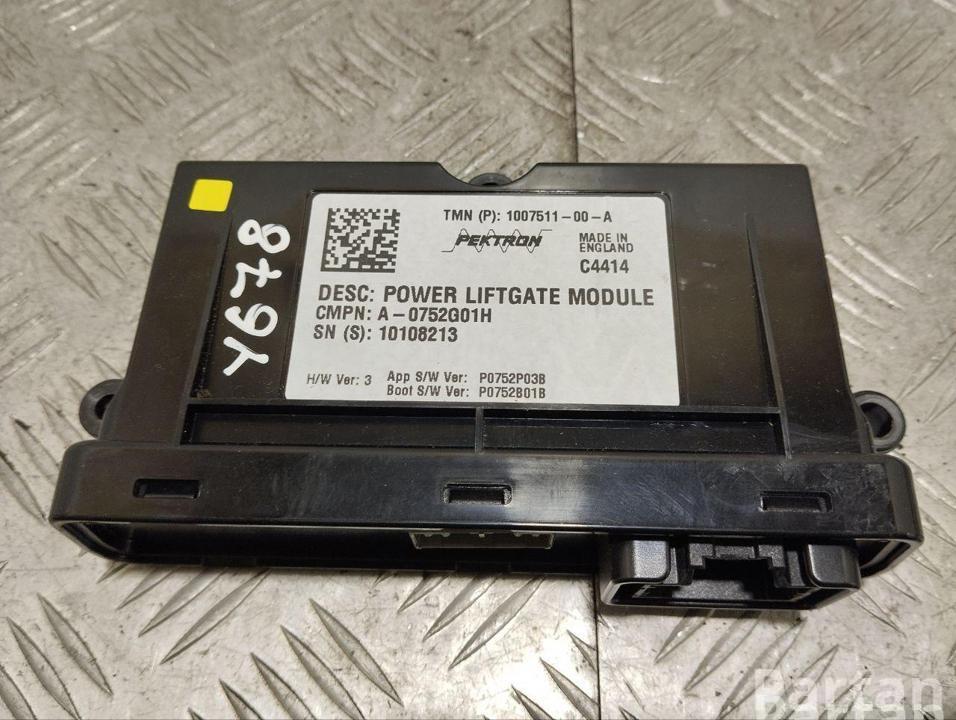 TMN (P): 1007511-00-A
PEKTRON
MADE IN
ENGLAND
C4414
DESC: POWER LIFTGATE MODULE
CMPN: A-0752G01H
SN (S): 10108213
H/W Ver: 3 App S/W Ver: P0752P03B
Boot S/W Ver: P0752B01B
Y678
Partan